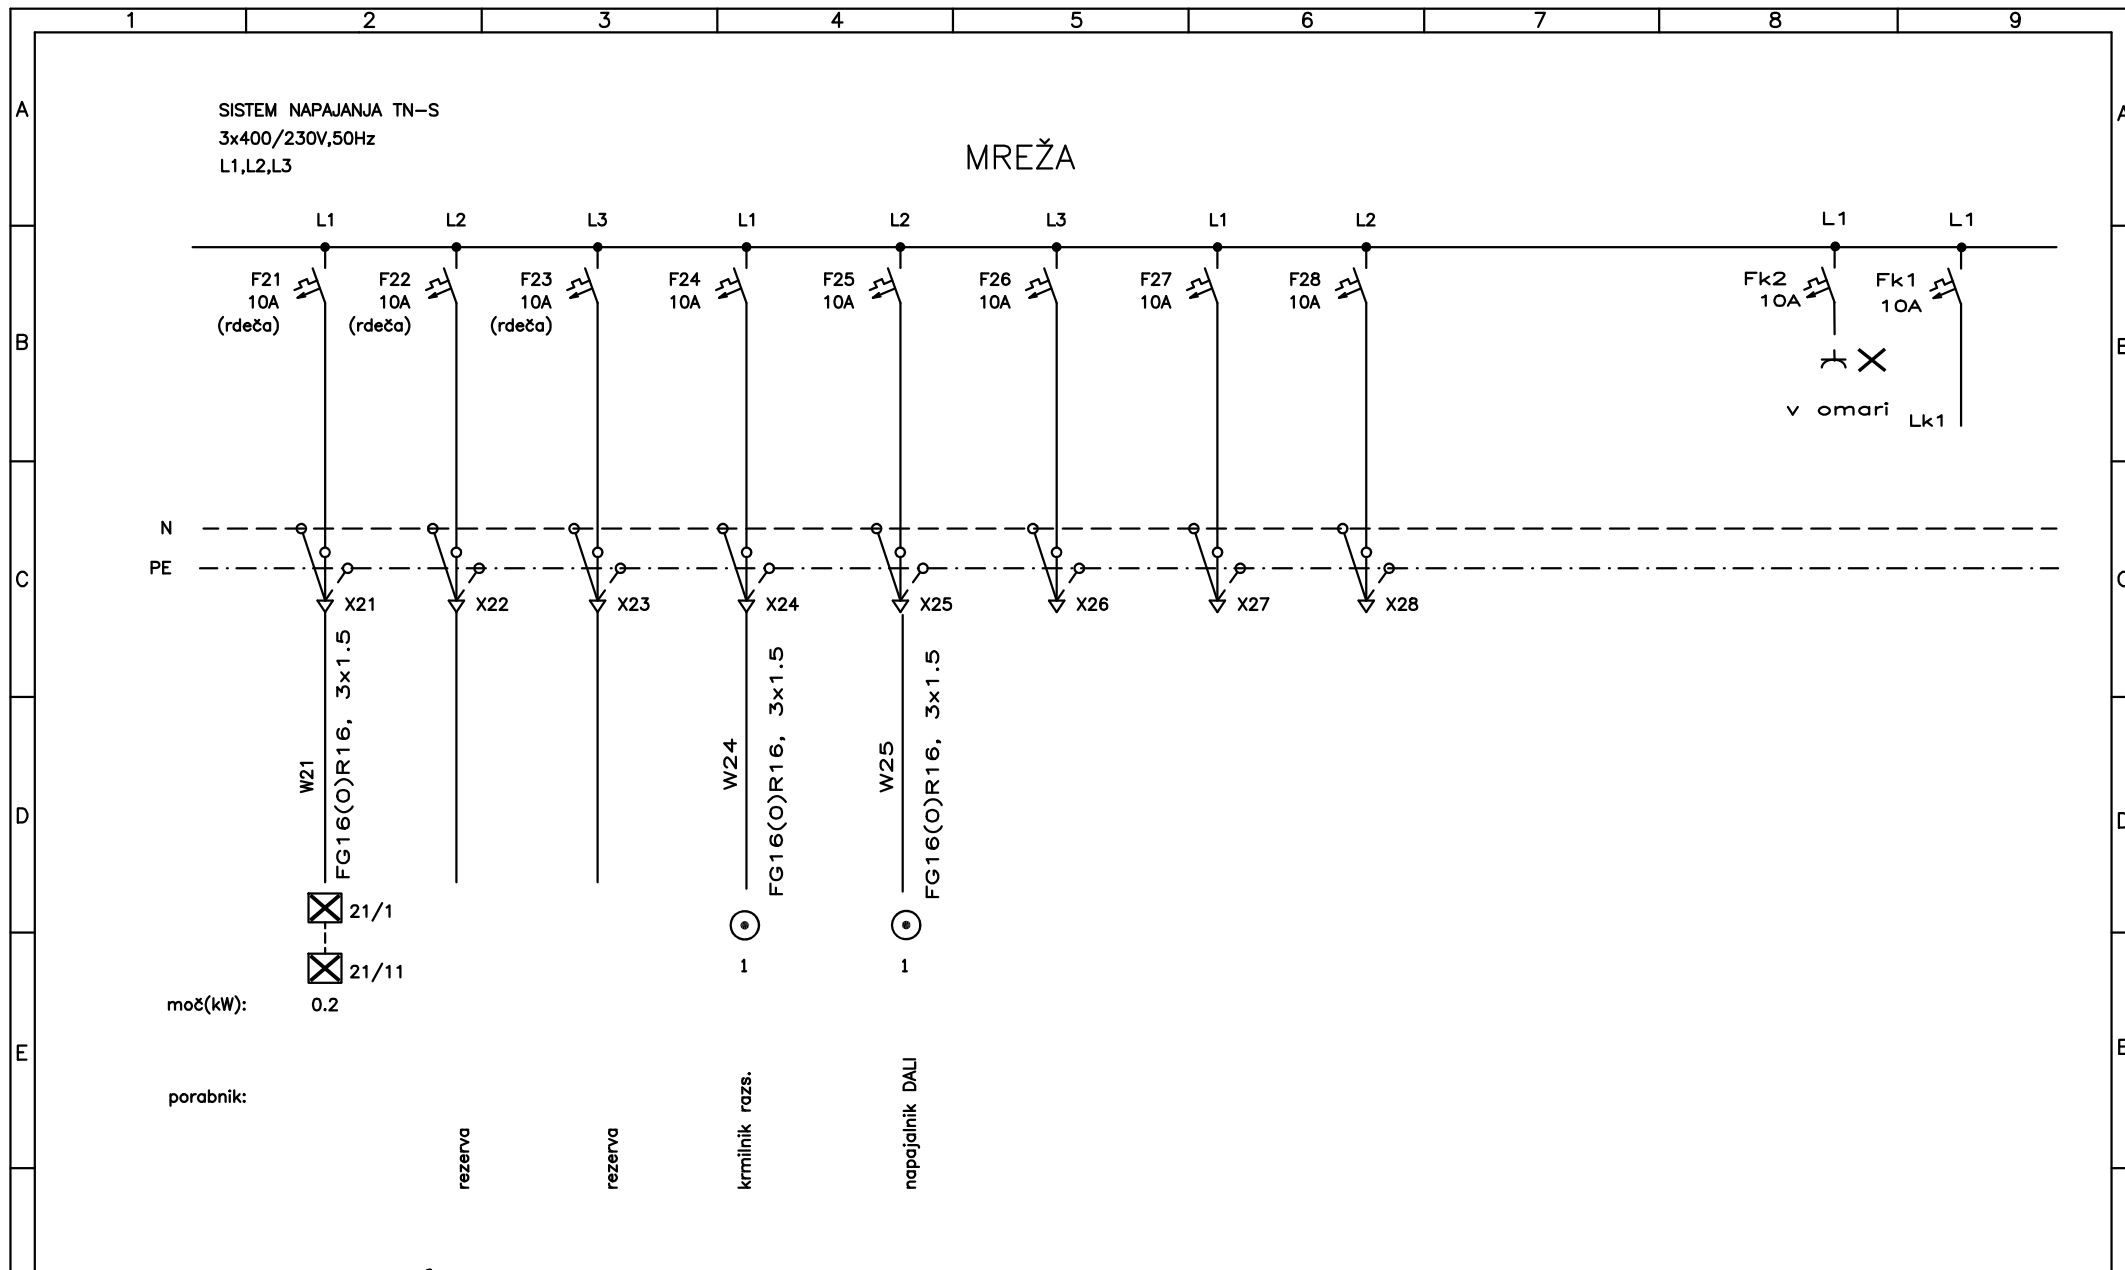 1 2 3 4 5 6 7 8 9
A
A
SISTEM NAPAJANJA TN-S
3x400/230V,50Hz
L1,L2,L3
MREŽA
L1 L2 L3 L1 L2 L3 L1 L2 L1 L1
F21 F22 F23 F24 F25 F26 F27 F28 Fk2 Fk1
10A 10A 10A 10A 10A 10A 10A 10A 10A 10A
(rdeča) (rdeča) (rdeča)
B
v omari Lk1
N
PE
C
X21 X22 X23 X24 X25 X26 X27 X28
W21
FG16(O)R16, 3x1.5
W24
FG16(O)R16, 3x1.5
W25
FG16(O)R16, 3x1.5
D
21/1
21/11
1 1
moč(kW): 0.2
E
porabnik:
rezerva
rezerva
krmilnik razs.
napajalnik DALI